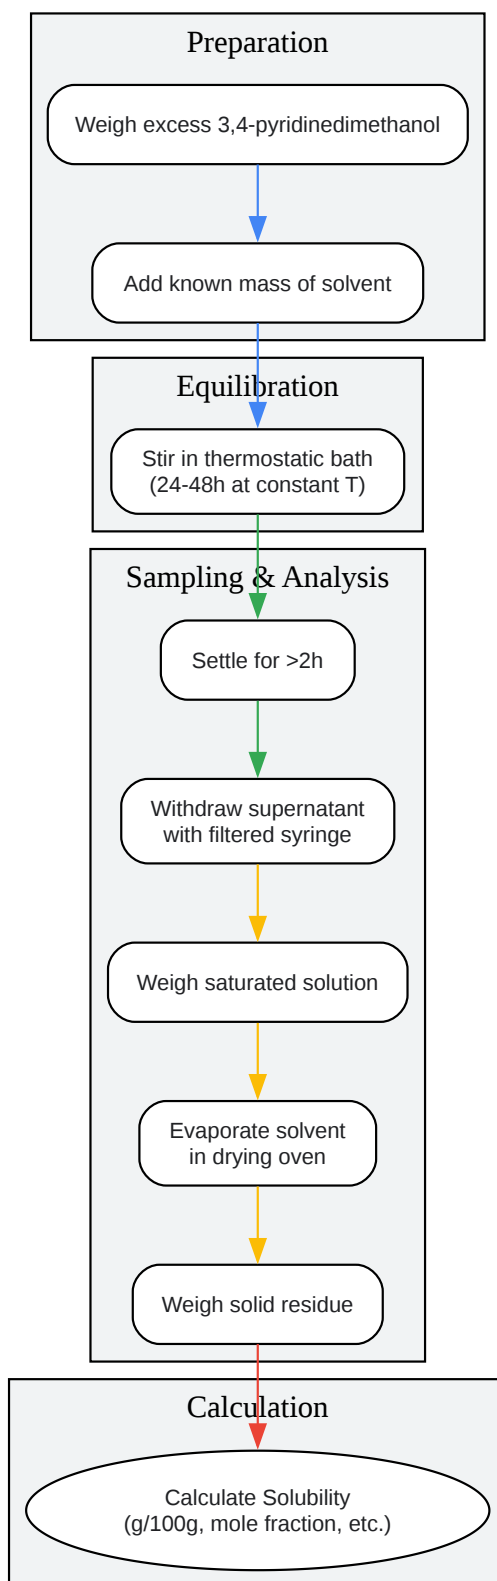 Preparation
Weigh excess 3,4-pyridinedimethanol
Add known mass of solvent
Equilibration
Stir in thermostatic bath
(24-48h at constant T)
Sampling & Analysis
Settle for >2h
Withdraw supernatant
with filtered syringe
Weigh saturated solution
Evaporate solvent
in drying oven
Weigh solid residue
Calculation
Calculate Solubility
(g/100g, mole fraction, etc.)